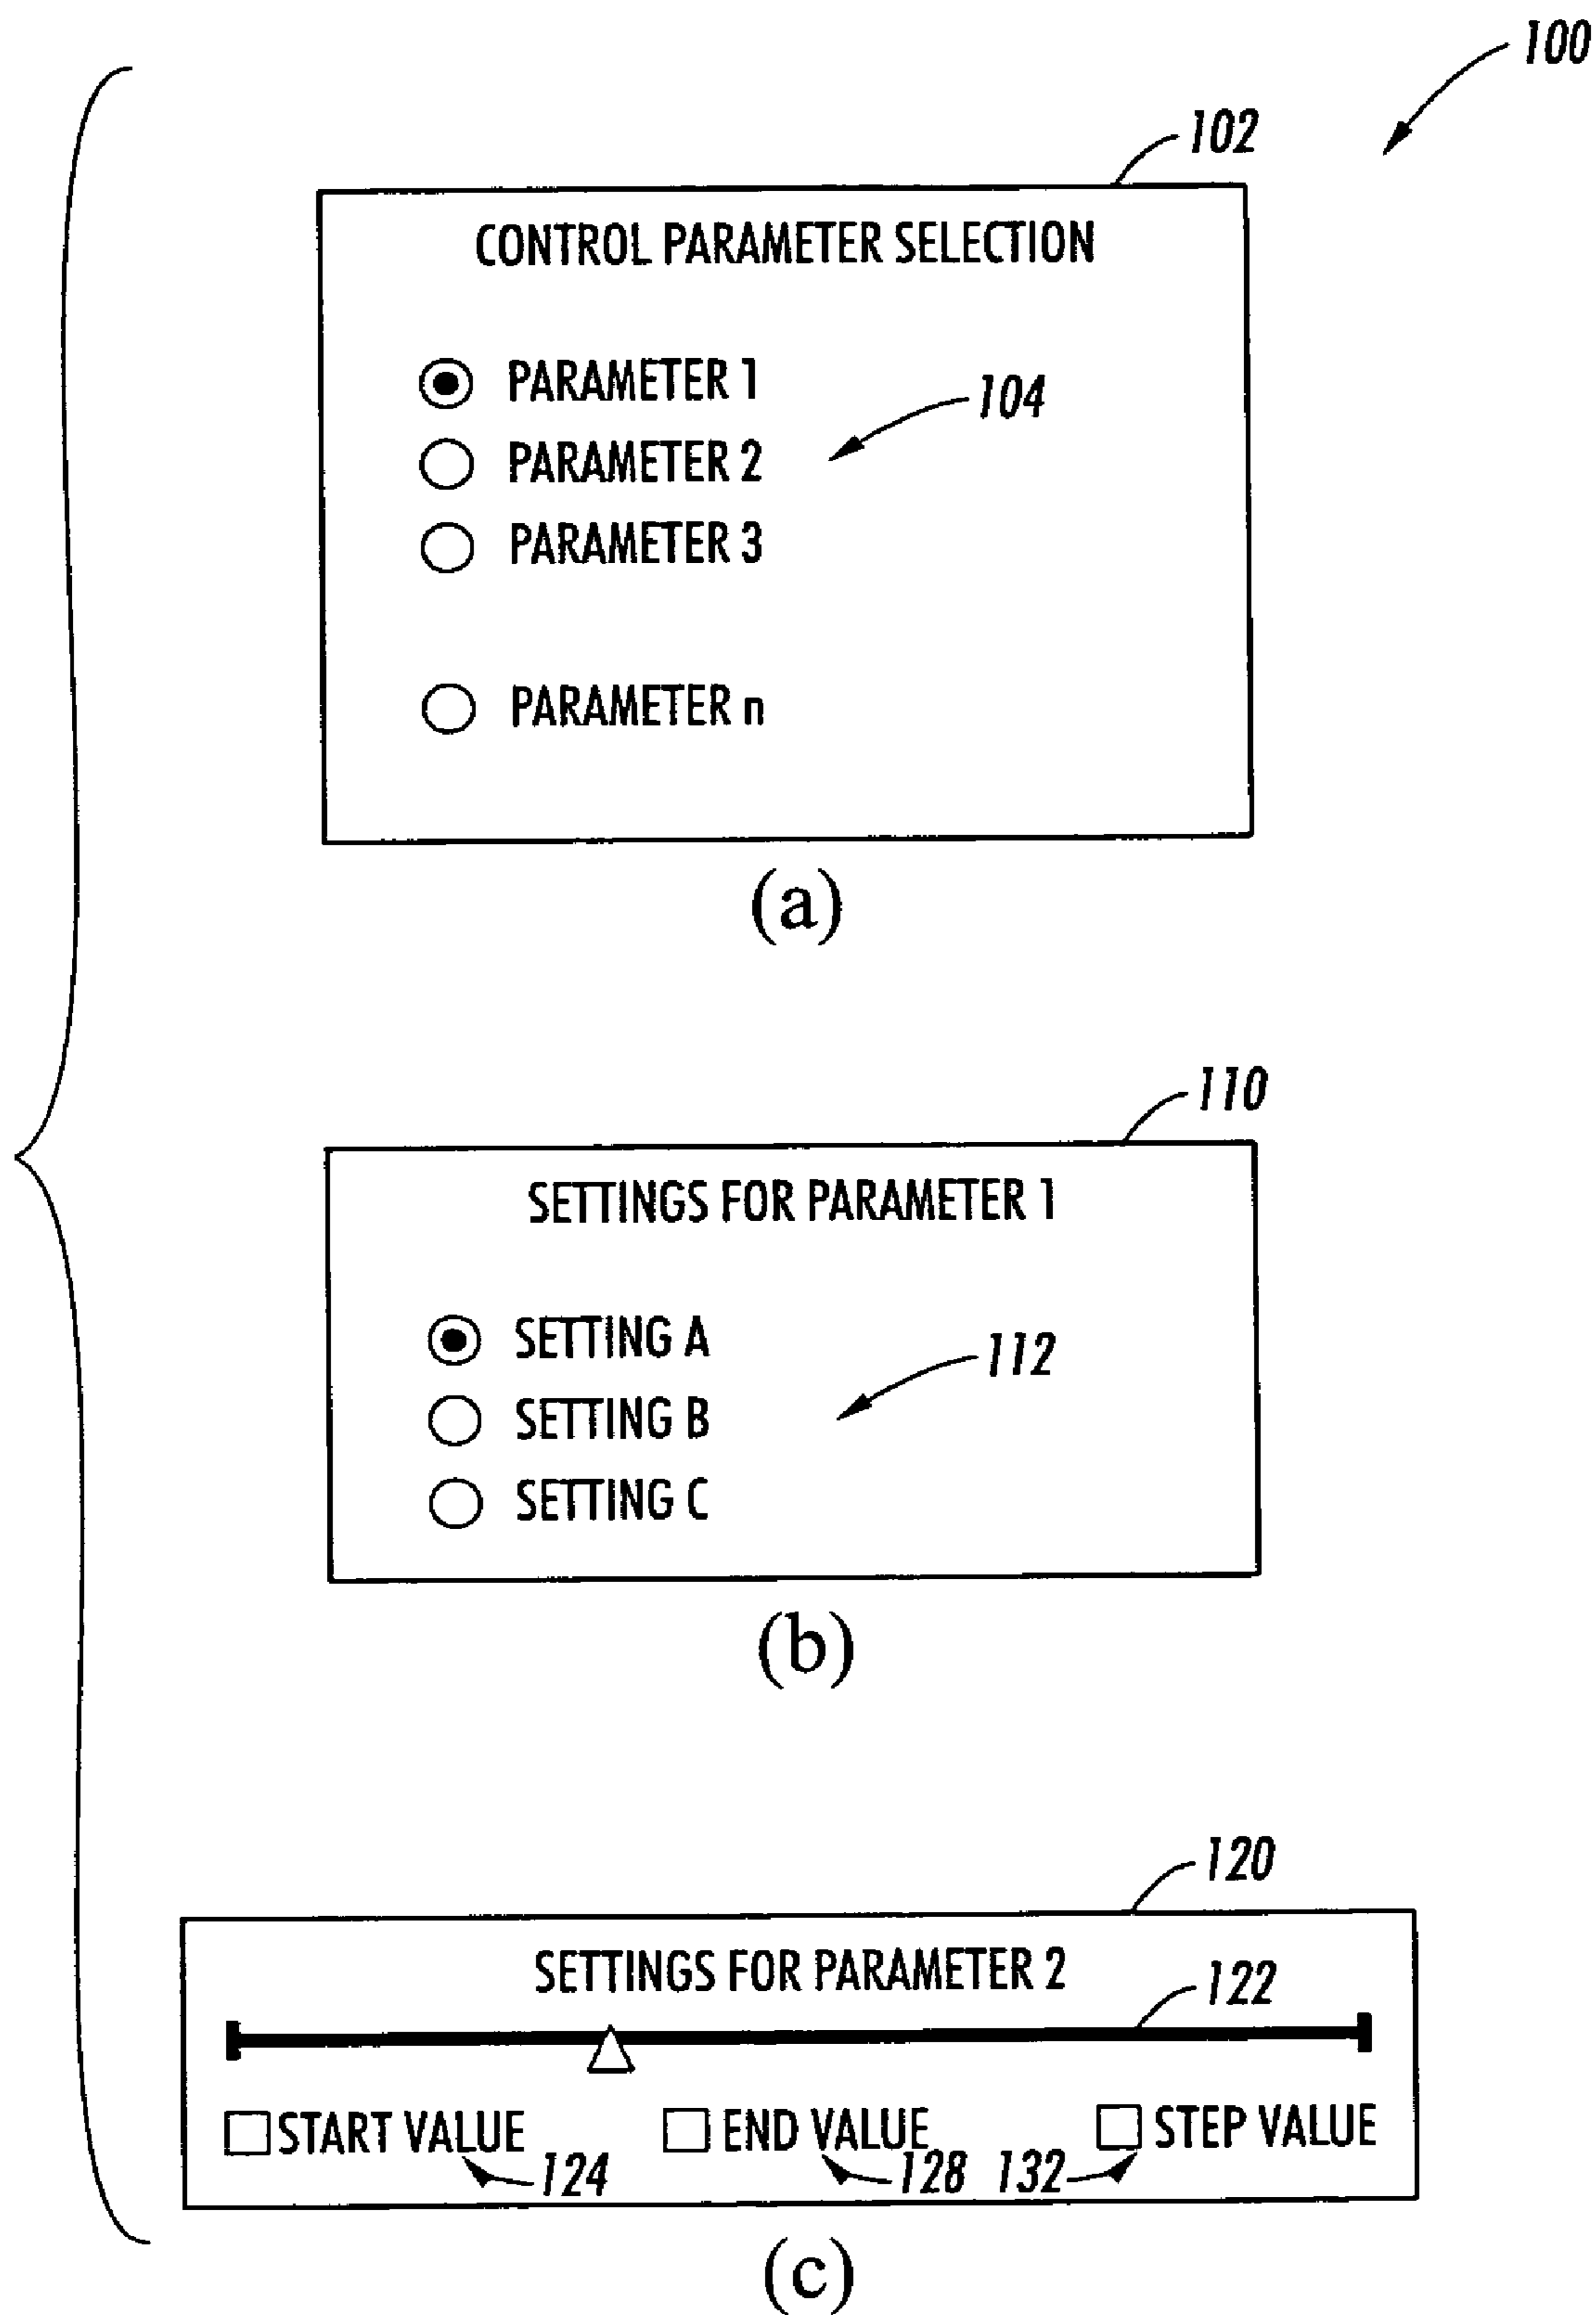 100
102
CONTROL PARAMETER SELECTION
PARAMETER 1
104
PARAMETER 2
PARAMETER 3
PARAMETER n
(a)
110
SETTINGS FOR PARAMETER 1
SETTING A
112
SETTING B
SETTING C
(b)
120
SETTINGS FOR PARAMETER 2
122
START VALUE END VALUE STEP VALUE
124 128 132
(c)